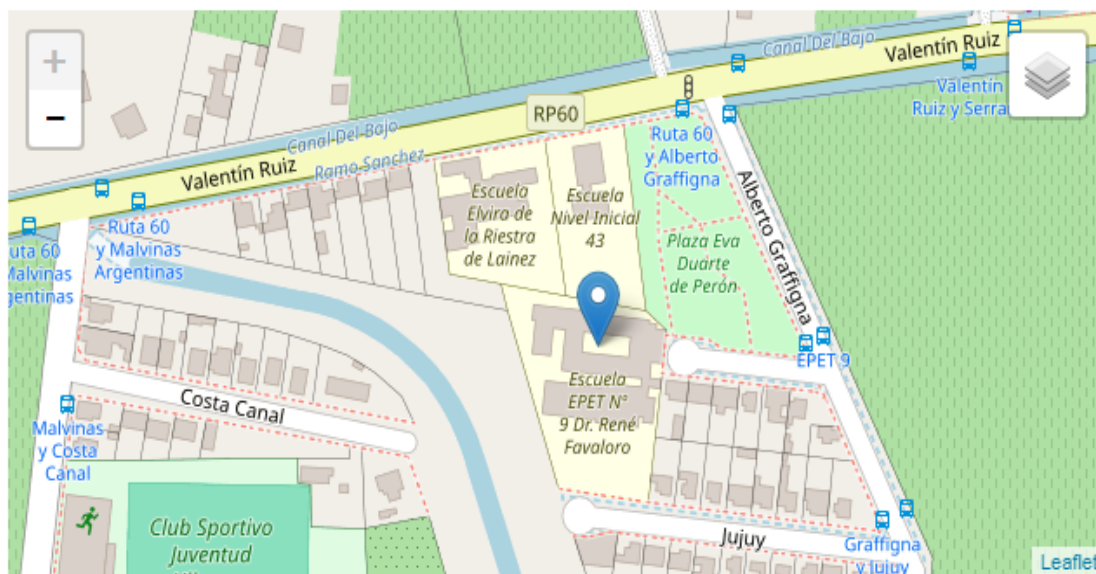 +
-
Canal Del Bajo
Valentín Ruiz
Valentín
Ruiz y Serra
RP60
Canal Del Bajo
Ruta 60
y Alberto
Graffigna
Ramo Sanchez
Valentín Ruiz
Escuela
Elvira de
la Riestra
de Lainez
Escuela
Nivel Inicial
43
Alberto Graffigna
Plaza Eva
Duarte
de Perón
Ruta 60
y Malvinas
Argentinas
uta 60
Malvinas
gentinas
EPET 9
Escuela
EPET N°
9 Dr. René
Favaloro
Costa Canal
Malvinas
y Costa
Canal
Club Sportivo
Juventud
Jujuy
Graffigna
y Jujuy
Leaflet